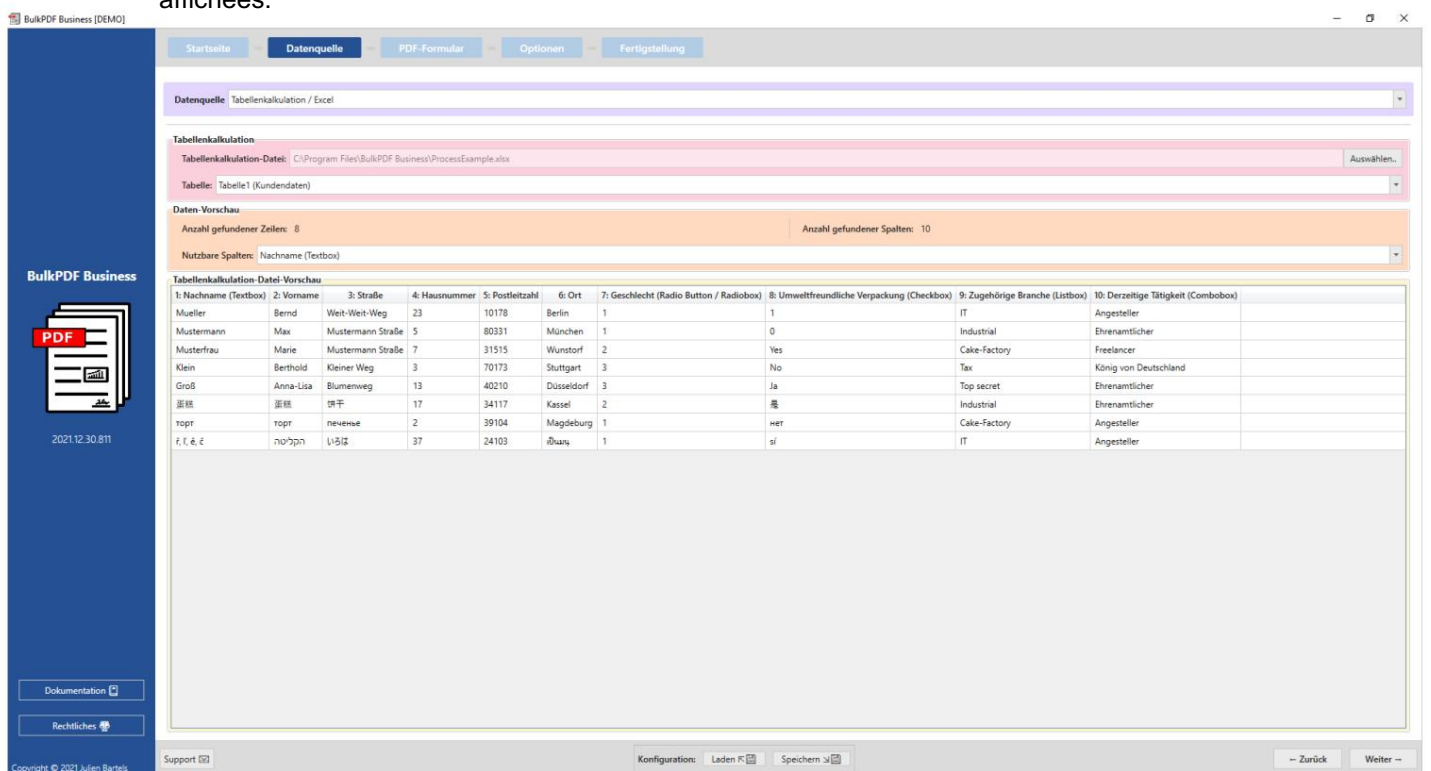 affichées.
BulkPDF Business [DEMO]
Startseite Datenquelle PDF-Formular Optionen Fertigstellung
Datenquelle Tabellenkalkulation / Excel
Tabellenkalkulation
Tabellenkalkulation-Datei: C:\Program Files\BulkPDF Business\ProcessExample.xlsx Auswählen..
Tabelle: Tabelle1 (Kundendaten)
Daten-Vorschau
Anzahl gefundener Zeilen: 8 Anzahl gefundener Spalten: 10
Nutzbare Spalten: Nachname (Textbox)
Tabellenkalkulation-Datei-Vorschau
1: Nachname (Textbox) 2: Vorname 3: Straße 4: Hausnummer 5: Postleitzahl 6: Ort 7: Geschlecht (Radio Button / Radiobox) 8: Umweltfreundliche Verpackung (Checkbox) 9: Zugehörige Branche (Listbox) 10: Derzeitige Tätigkeit (Combobox)
Mueller Bernd Weit-Weit-Weg 23 10178 Berlin 1 1 IT Angesteller
Mustermann Max Mustermann Straße 5 80331 München 1 0 Industrial Ehrenamtlicher
Musterfrau Marie Mustermann Straße 7 31515 Wunstorf 2 Yes Cake-Factory Freelancer
Klein Berthold Kleiner Weg 3 70173 Stuttgart 3 No Tax König von Deutschland
Groß Anna-Lisa Blumenweg 13 40210 Düsseldorf 3 Ja Top secret Ehrenamtlicher
蛋糕 蛋糕 饼干 17 34117 Kassel 2 是 Industrial Ehrenamtlicher
торт торт печенье 2 39104 Magdeburg 1 нет Cake-Factory Angesteller
הקליטה いろは 37 24103 1 sí IT Angesteller
BulkPDF Business
PDF
2021.12.30.811
Dokumentation
Rechtliches
Copyright © 2021 Julien Bartels
Support Konfiguration: Laden Speichern ← Zurück Weiter →